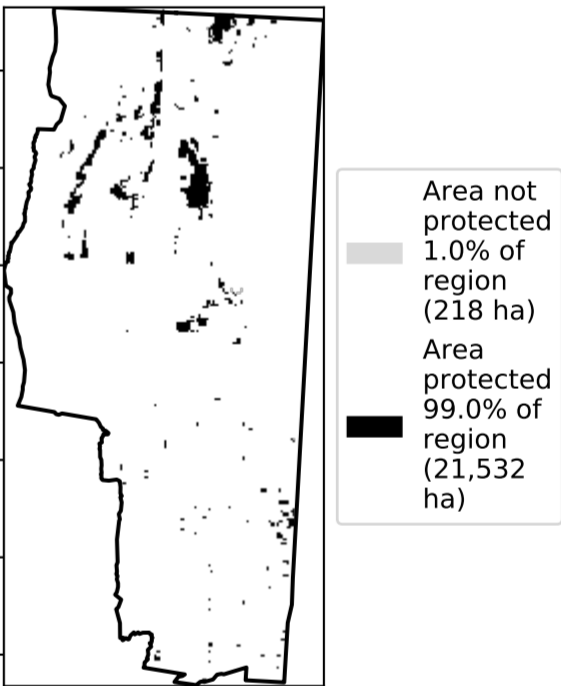 Area not
protected
1.0% of
region
(218 ha)
Area
protected
99.0% of
region
(21,532
ha)